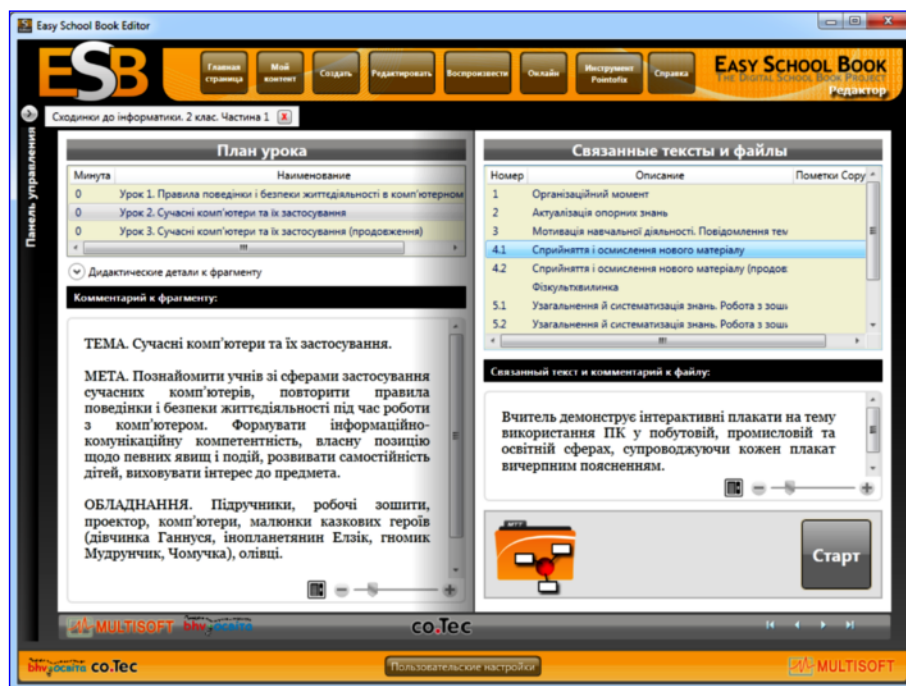 Easy School Book Editor
ESB
Главная
страница
Мой
контент
Создать
Редактировать
Воспроизвести
Онлайн
Инструмент
Pointofix
Справка
EASY SCHOOL BOOK
THE DIGITAL SCHOOL BOOK PROJECT
Редактор
Сходинки до інформатики. 2 клас. Частина 1
Панель управления
План урока
Минута Наименование
0 Урок 1. Правила поведінки і безпеки життєдіяльності в комп'ютерном
0 Урок 2. Сучасні комп'ютери та їх застосування
0 Урок 3. Сучасні комп'ютери та їх застосування (продовження)
Дидактические детали к фрагменту
Комментарий к фрагменту:
ТЕМА. Сучасні комп'ютери та їх застосування.
МЕТА. Познайомити учнів зі сферами застосування
сучасних комп'ютерів, повторити правила
поведінки і безпеки життєдіяльності під час роботи
з комп'ютером. Формувати інформаційно-
комунікаційну компетентність, власну позицію
щодо певних явищ і подій, розвивати самостійність
дітей, виховувати інтерес до предмета.
ОБЛАДНАННЯ. Підручники, робочі зошити,
проектор, комп'ютери, малюнки казкових героїв
(дівчинка Ганнуся, інопланетянин Елзік, гномик
Мудрунчик, Чомучка), олівці.
Связанные тексты и файлы
Номер Описание Пометки Copy
1 Організаційний момент
2 Актуалізація опорних знань
3 Мотивація навчальної діяльності. Повідомлення тем
4.1 Сприйняття і осмислення нового матеріалу
4.2 Сприйняття і осмислення нового матеріалу (продов
Фізкультхвилинка
5.1 Узагальнення й систематизація знань. Робота з зоши
5.2 Узагальнення й систематизація знань. Робота з зоши
Связанный текст и комментарий к файлу:
Вчитель демонструє інтерактивні плакати на тему
використання ПК у побутовій, промисловій та
освітній сферах, супроводжуючи кожен плакат
вичерпним поясненням.
MTT
Старт
MULTISOFT
bhv
освіта
co.Tec
bhv
освіта
co.Tec
Пользовательские настройки
MULTISOFT